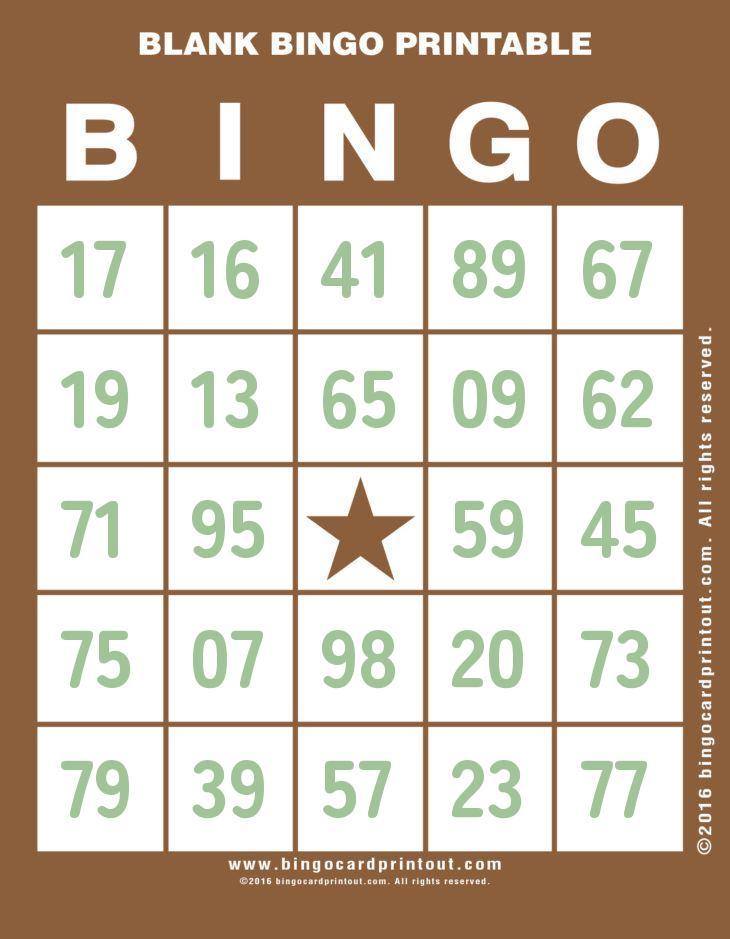 BLANK BINGO PRINTABLE
B I N G O
17 16 41 89 67
19 13 65 09 62
71 95 59 45
75 07 98 20 73
79 39 57 23 77
www.bingocardprintout.com
©2016 bingocardprintout.com. All rights reserved.
©2016 bingocardprintout.com. All rights reserved.